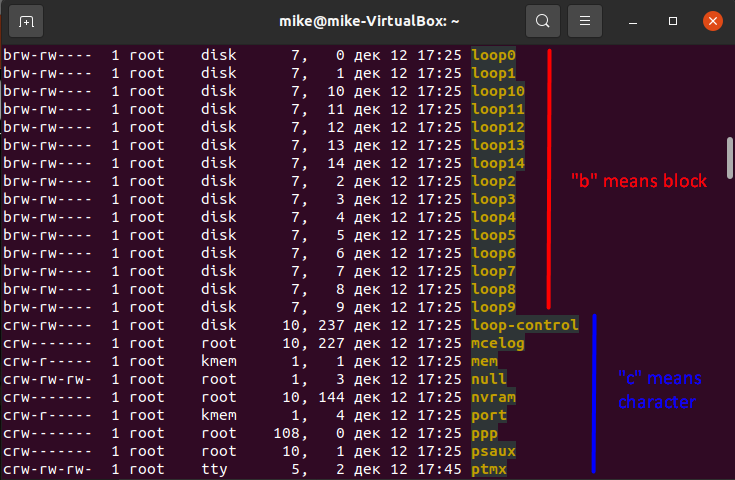 mike@mike-VirtualBox: ~
brw-rw---- 1 root disk 7, 0 дек 12 17:25 loop0
brw-rw---- 1 root disk 7, 1 дек 12 17:25 loop1
brw-rw---- 1 root disk 7, 10 дек 12 17:25 loop10
brw-rw---- 1 root disk 7, 11 дек 12 17:25 loop11
brw-rw---- 1 root disk 7, 12 дек 12 17:25 loop12
brw-rw---- 1 root disk 7, 13 дек 12 17:25 loop13
brw-rw---- 1 root disk 7, 14 дек 12 17:25 loop14
brw-rw---- 1 root disk 7, 2 дек 12 17:25 loop2
"b" means block
brw-rw---- 1 root disk 7, 3 дек 12 17:25 loop3
brw-rw---- 1 root disk 7, 4 дек 12 17:25 loop4
brw-rw---- 1 root disk 7, 5 дек 12 17:25 loop5
brw-rw---- 1 root disk 7, 6 дек 12 17:25 loop6
brw-rw---- 1 root disk 7, 7 дек 12 17:25 loop7
brw-rw---- 1 root disk 7, 8 дек 12 17:25 loop8
brw-rw---- 1 root disk 7, 9 дек 12 17:25 loop9
crw-rw---- 1 root disk 10, 237 дек 12 17:25 loop-control
crw------- 1 root root 10, 227 дек 12 17:25 mcelog
crw-r----- 1 root kmem 1, 1 дек 12 17:25 mem
crw-rw-rw- 1 root root 1, 3 дек 12 17:25 null
"c" means
character
crw------- 1 root root 10, 144 дек 12 17:25 nvram
crw-r----- 1 root kmem 1, 4 дек 12 17:25 port
crw------- 1 root root 108, 0 дек 12 17:25 ppp
crw------- 1 root root 10, 1 дек 12 17:25 psaux
crw-rw-rw- 1 root tty 5, 2 дек 12 17:45 ptmx